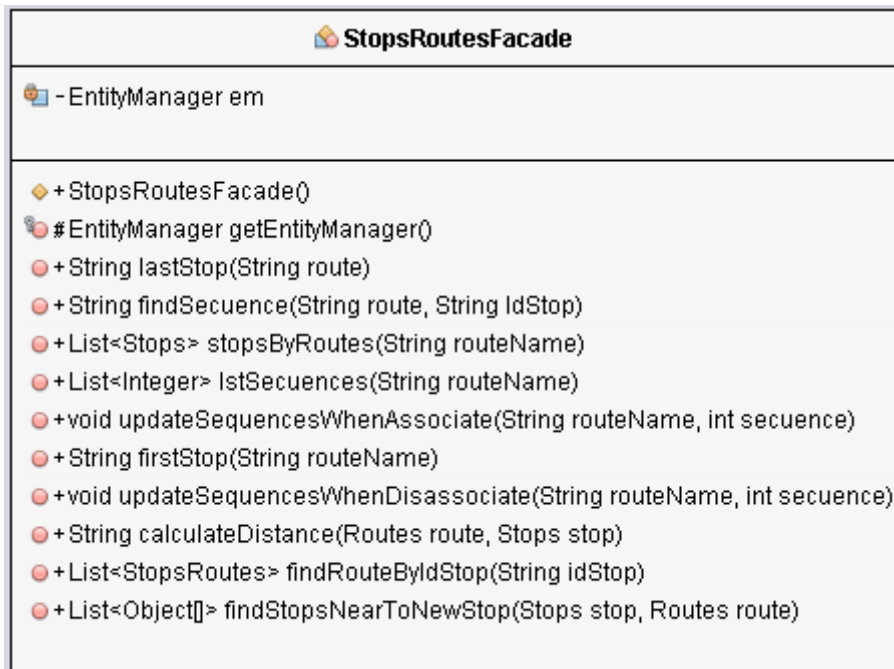 StopsRoutesFacade
-EntityManager em
+StopsRoutesFacade()
#EntityManager getEntityManager()
+String lastStop(String route)
+String findSecuence(String route, String IdStop)
+List<Stops> stopsByRoutes(String routeName)
+List<Integer> lstSecuences(String routeName)
+void updateSequencesWhenAssociate(String routeName, int secuence)
+String firstStop(String routeName)
+void updateSequencesWhenDisassociate(String routeName, int secuence)
+String calculateDistance(Routes route, Stops stop)
+List<StopsRoutes> findRouteByIdStop(String idStop)
+List<Object[]> findStopsNearToNewStop(Stops stop, Routes route)